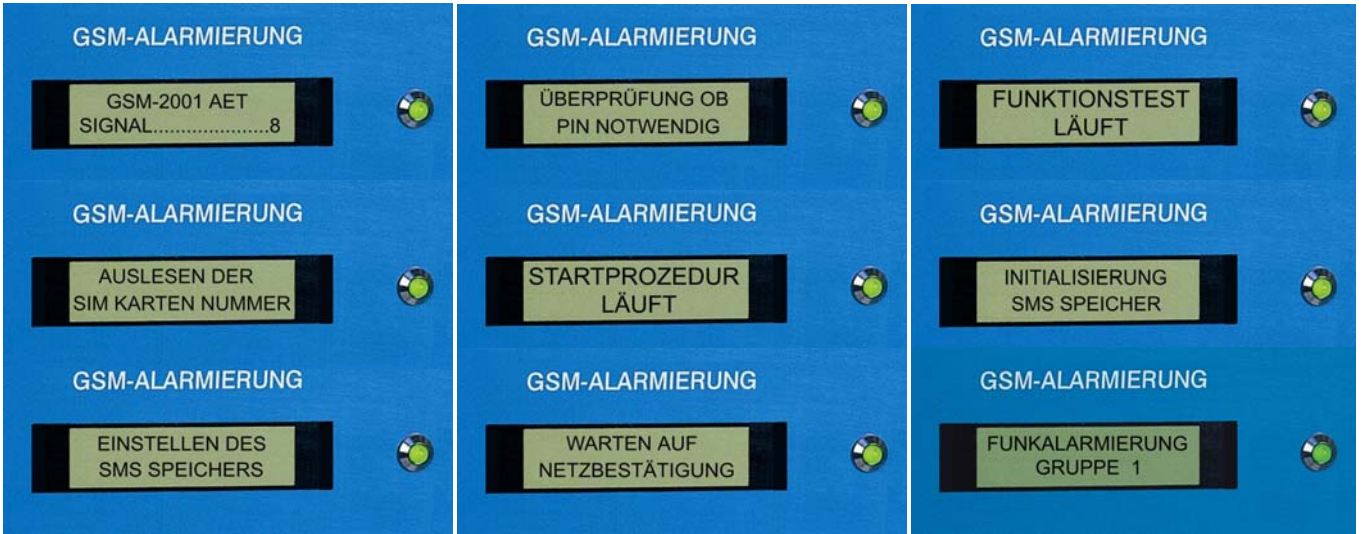 GSM-ALARMIERUNG
GSM-2001 AET
SIGNAL......................8
GSM-ALARMIERUNG
ÜBERPRÜFUNG OB
PIN NOTWENDIG
GSM-ALARMIERUNG
FUNKTIONSTEST
LÄUFT
GSM-ALARMIERUNG
AUSLESEN DER
SIM KARTEN NUMMER
GSM-ALARMIERUNG
STARTPROZEDUR
LÄUFT
GSM-ALARMIERUNG
INITIALISIERUNG
SMS SPEICHER
GSM-ALARMIERUNG
EINSTELLEN DES
SMS SPEICHERS
GSM-ALARMIERUNG
WARTEN AUF
NETZBESTÄTIGUNG
GSM-ALARMIERUNG
FUNKALARMIERUNG
GRUPPE 1